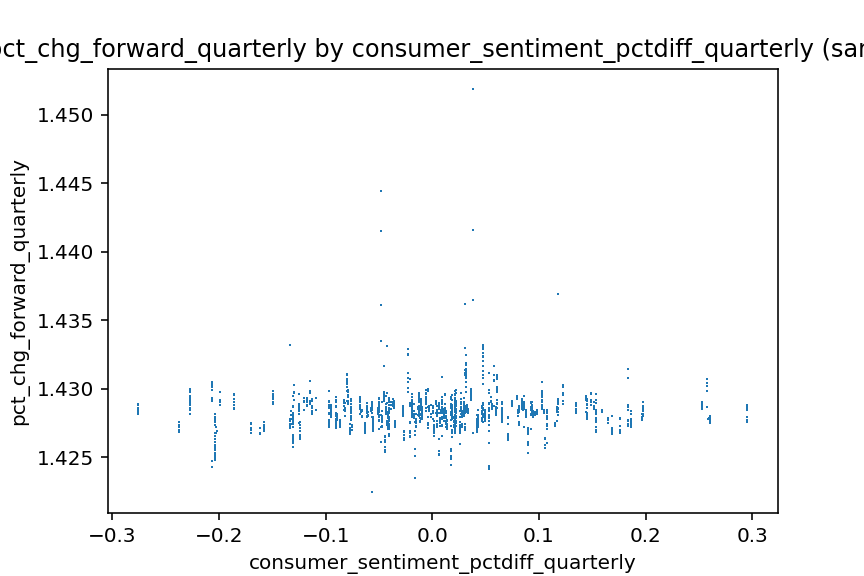 pct_chg_forward_quarterly by consumer_sentiment_pctdiff_quarterly (sam
1.450
1.445
1.440
1.435
1.430
1.425
pct_chg_forward_quarterly
−0.3 −0.2 −0.1 0.0 0.1 0.2 0.3
consumer_sentiment_pctdiff_quarterly